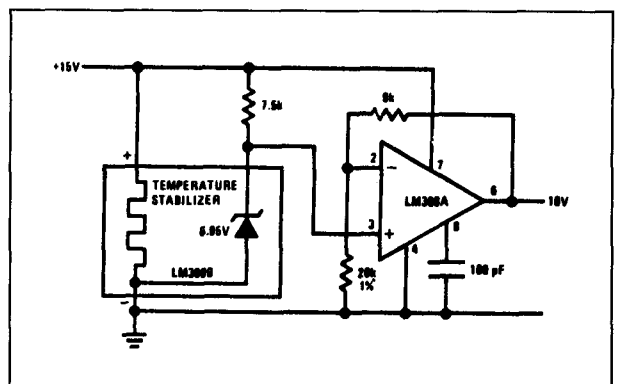 +15V
7.5k
9k
+
TEMPERATURE
STABILIZER
6.95V
LM399
-
2
-
3
+
LM308A
7
6
10V
4
8
20k
1%
100 pF